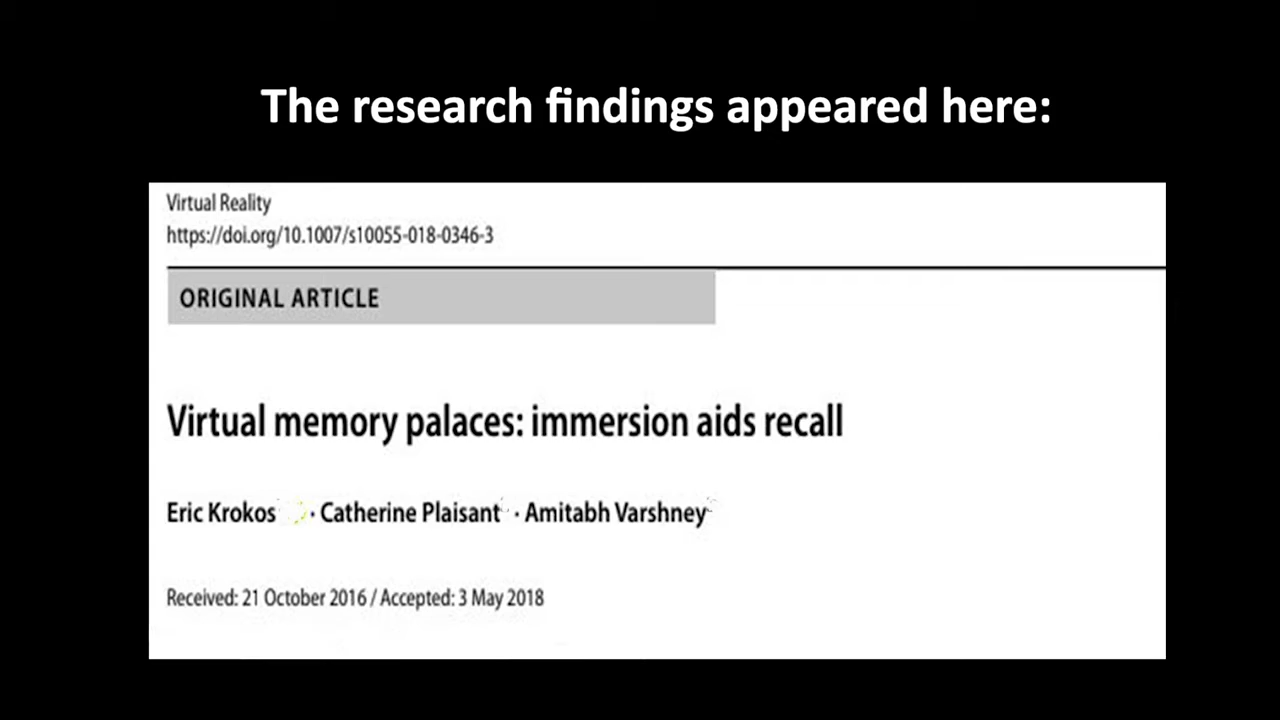 The research findings appeared here:
Virtual Reality
https://doi.org/10.1007/s10055-018-0346-3
ORIGINAL ARTICLE
Virtual memory palaces: immersion aids recall
Eric Krokos · Catherine Plaisant · Amitabh Varshney
Received: 21 October 2016 / Accepted: 3 May 2018